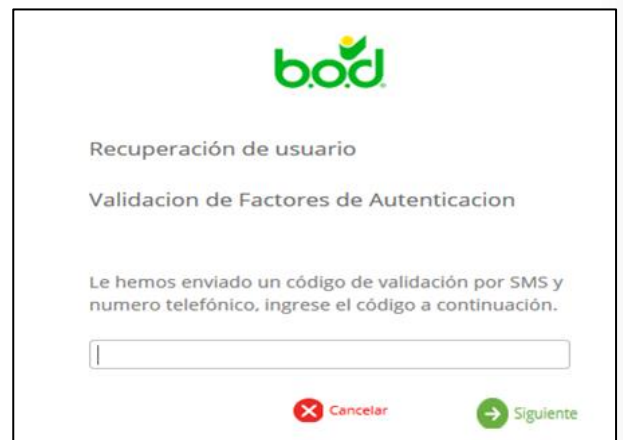 b.o.d.
Recuperación de usuario
Validacion de Factores de Autenticacion
Le hemos enviado un código de validación por SMS y
numero telefónico, ingrese el código a continuación.
Cancelar
Siguiente